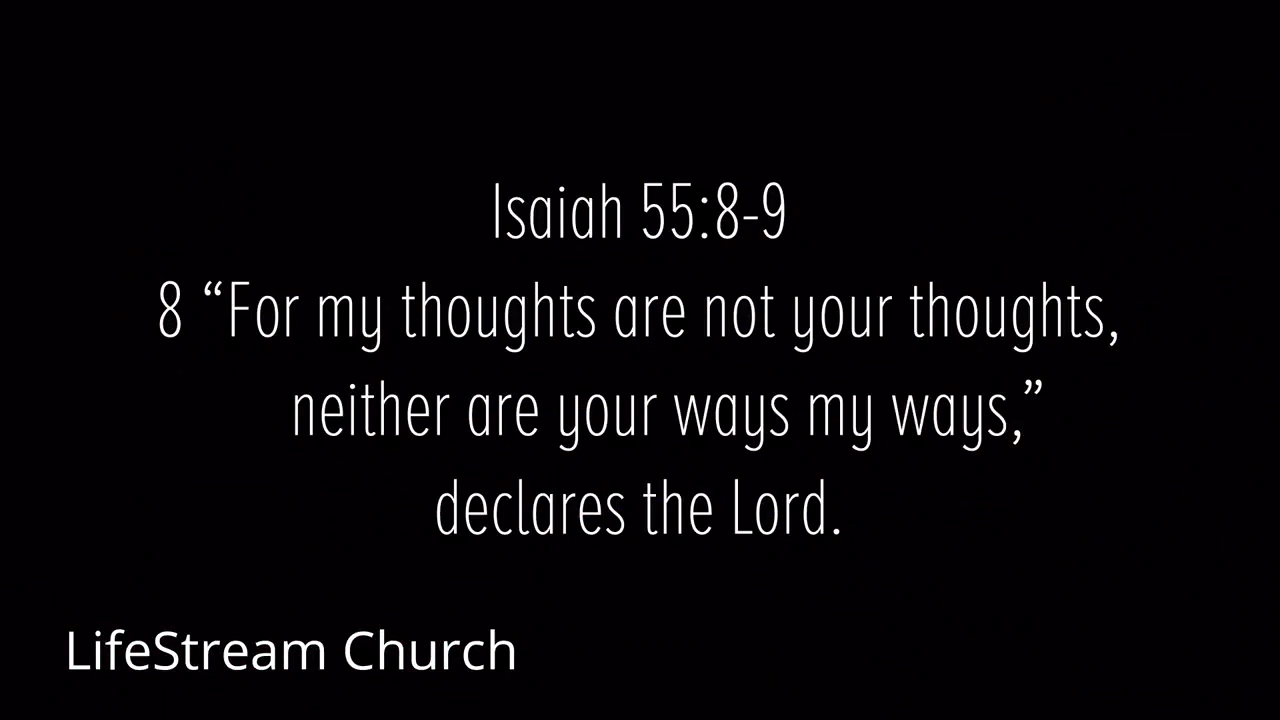 Isaiah 55:8-9
8 “For my thoughts are not your thoughts,
neither are your ways my ways,”
declares the Lord.
LifeStream Church